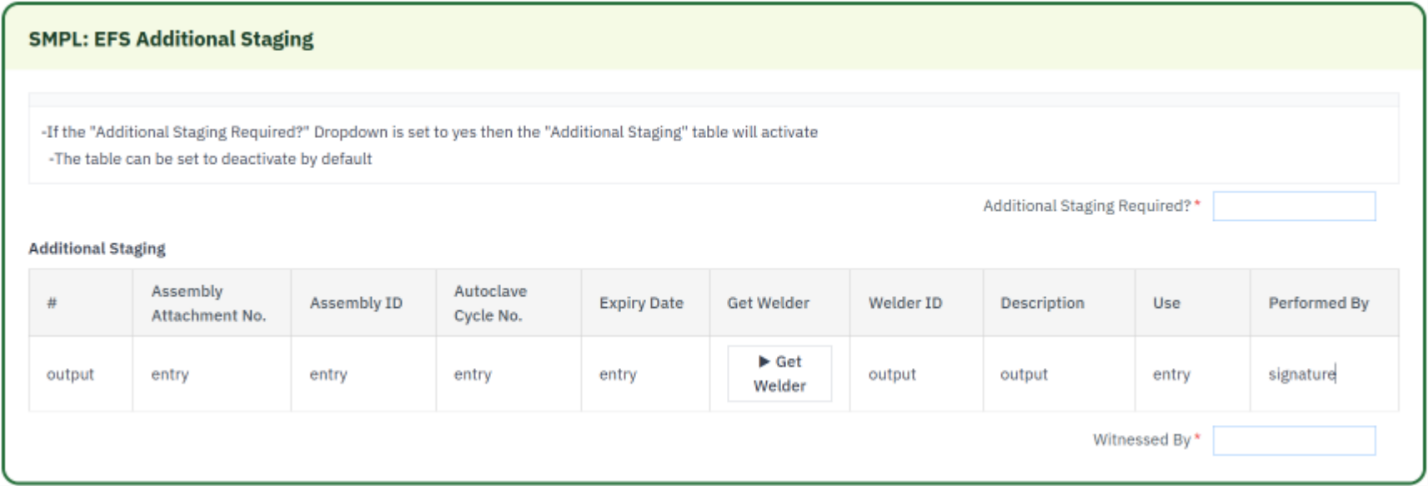 SMPL: EFS Additional Staging
-If the "Additional Staging Required?" Dropdown is set to yes then the "Additional Staging" table will activate
-The table can be set to deactivate by default
Additional Staging Required? *
Additional Staging
# Assembly Attachment No. Assembly ID Autoclave Cycle No. Expiry Date Get Welder Welder ID Description Use Performed By
output entry entry entry entry ▶ Get Welder output output entry signature
Witnessed By *